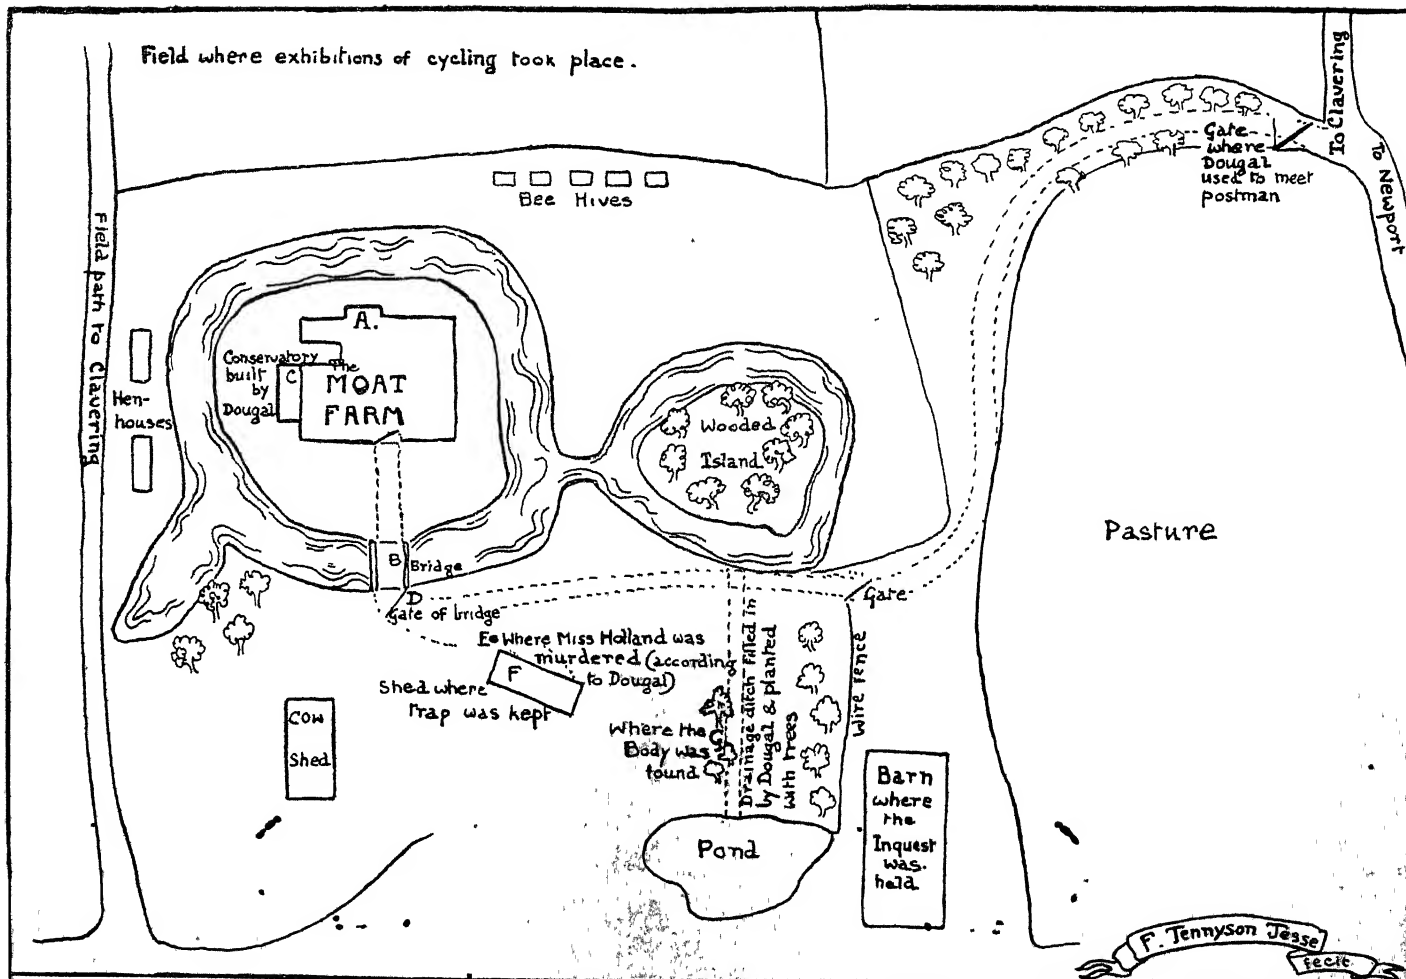 Field where exhibitions of cycling took place.
To Clavering
To Newport
Gate
where
Dougal
used to meet
postman
Bee Hives
Field path to Clavering
A.
Conservatory
built
by
Dougal
C
The
MOAT
FARM
Hen-
houses
Wooded
Island
Pasture
B
Bridge
D
Gate of bridge
Gate
E
Where Miss Holland was
murdered (according
to Dougal)
F
Shed where
trap was kept
Cow
Shed
Where the
Body was
found
Drainage ditch filled in
by Dougal & planted
with trees
Wire fence
Barn
where
the
Inquest
was
held
Pond
F. Tennyson Jesse
fecit